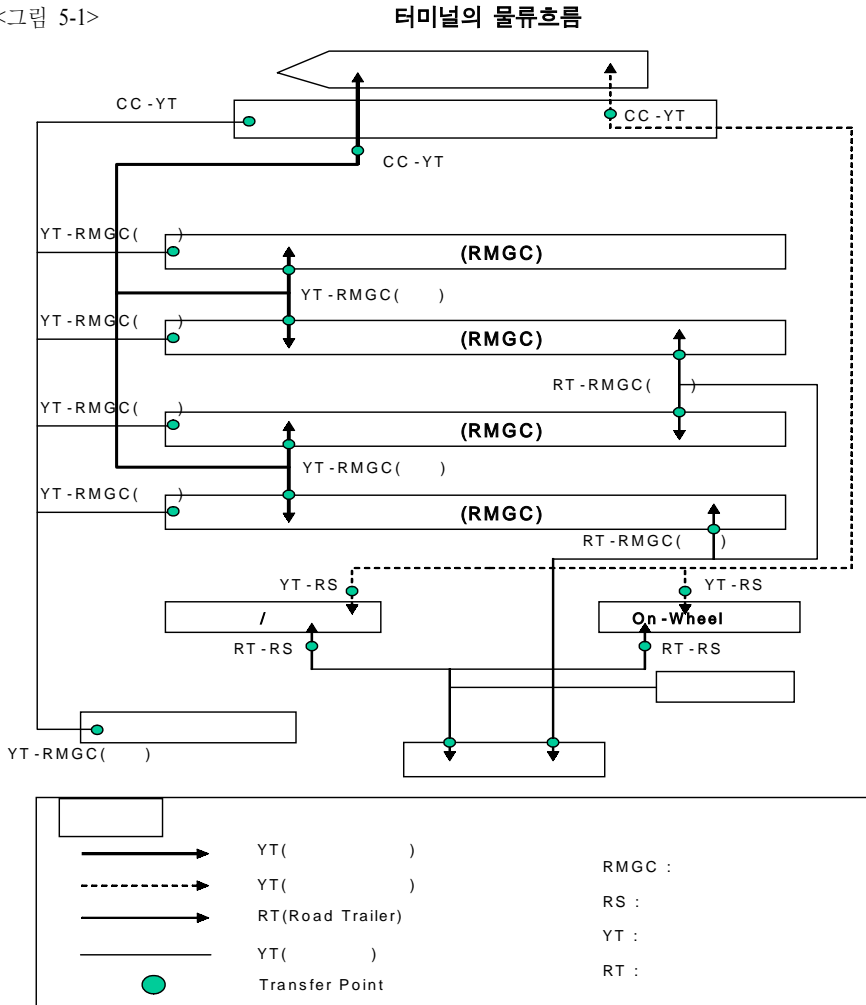 <그림 5-1> 터미널의 물류흐름
CC-YT
CC-YT
CC-YT
YT-RMGC( )
(RMGC)
YT-RMGC( )
YT-RMGC( )
(RMGC)
RT-RMGC( )
YT-RMGC( )
(RMGC)
YT-RMGC( )
YT-RMGC( )
(RMGC)
RT-RMGC( )
YT-RS
YT-RS
/
On-Wheel
RT-RS
RT-RS
YT-RMGC( )
YT( )
RMGC :
YT( )
RS :
RT(Road Trailer)
YT :
YT( )
RT :
Transfer Point